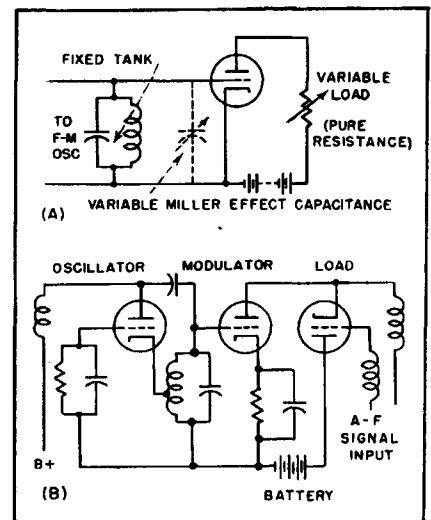 FIXED TANK
TO
F-M
OSC
VARIABLE
LOAD
(PURE
RESISTANCE)
(A)
VARIABLE MILLER EFFECT CAPACITANCE
OSCILLATOR MODULATOR LOAD
B+
A-F
SIGNAL
INPUT
(B)
BATTERY